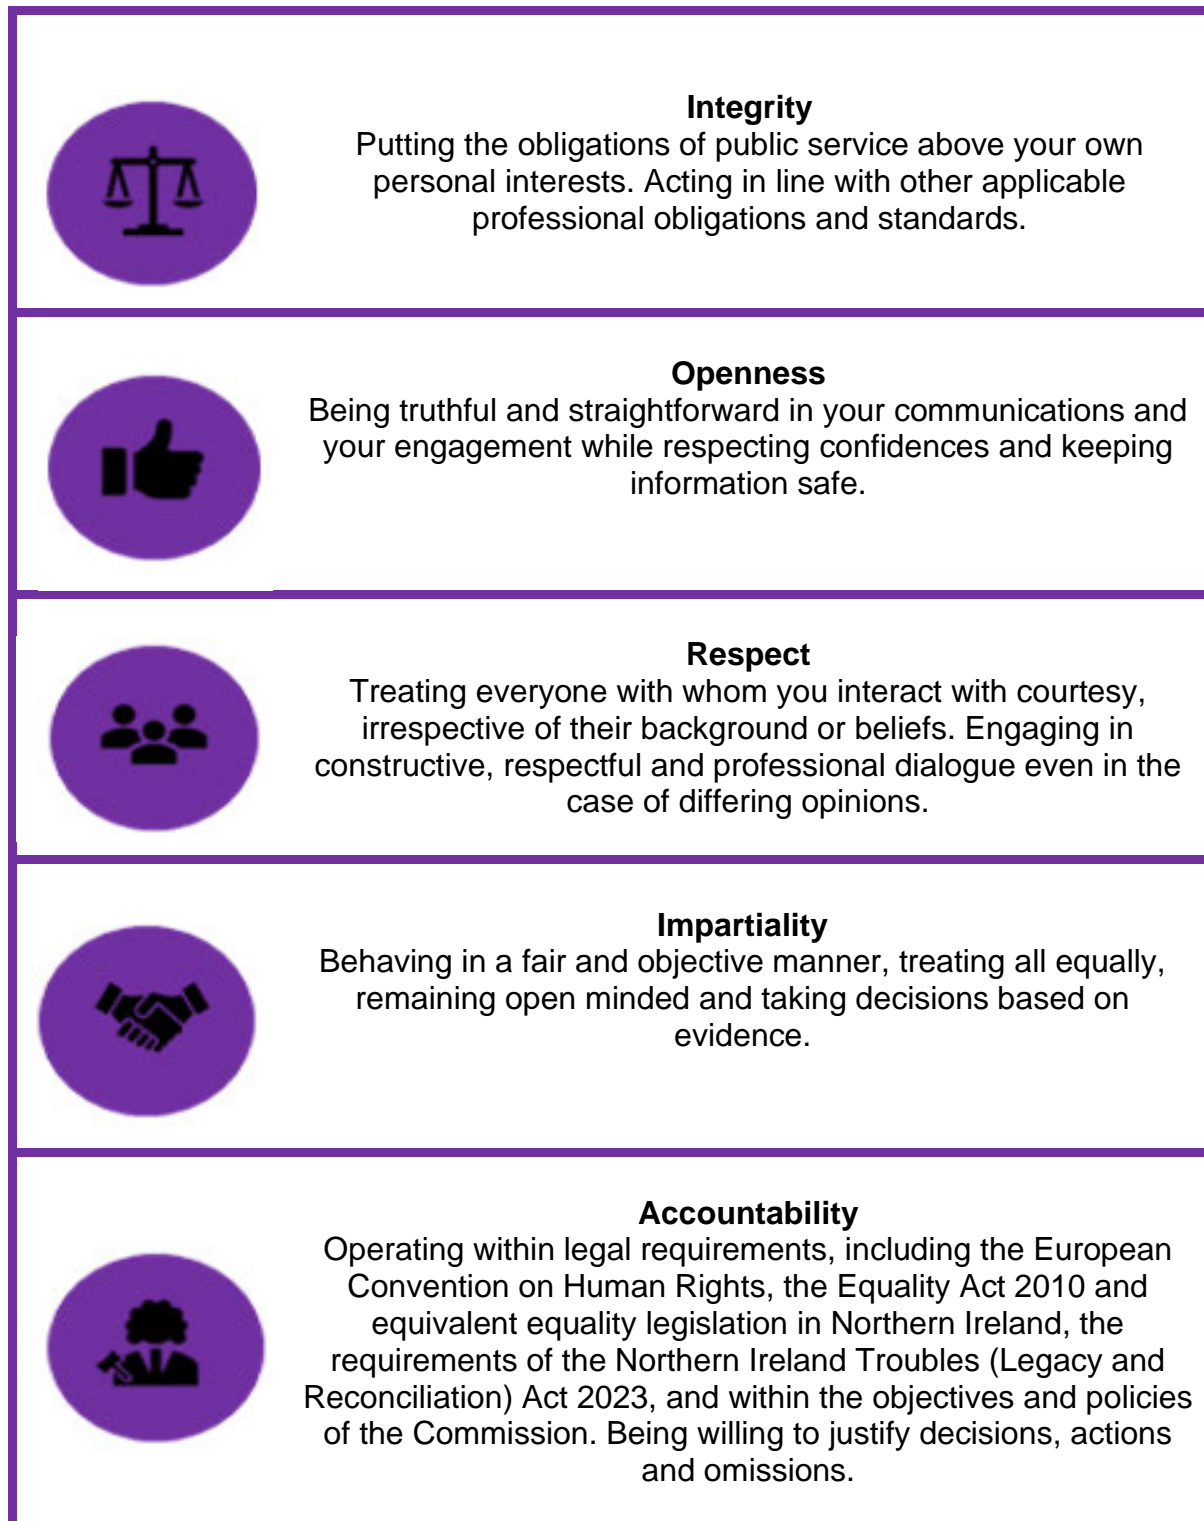 Integrity
Putting the obligations of public service above your own
personal interests. Acting in line with other applicable
professional obligations and standards.
Openness
Being truthful and straightforward in your communications and
your engagement while respecting confidences and keeping
information safe.
Respect
Treating everyone with whom you interact with courtesy,
irrespective of their background or beliefs. Engaging in
constructive, respectful and professional dialogue even in the
case of differing opinions.
Impartiality
Behaving in a fair and objective manner, treating all equally,
remaining open minded and taking decisions based on
evidence.
Accountability
Operating within legal requirements, including the European
Convention on Human Rights, the Equality Act 2010 and
equivalent equality legislation in Northern Ireland, the
requirements of the Northern Ireland Troubles (Legacy and
Reconciliation) Act 2023, and within the objectives and policies
of the Commission. Being willing to justify decisions, actions
and omissions.